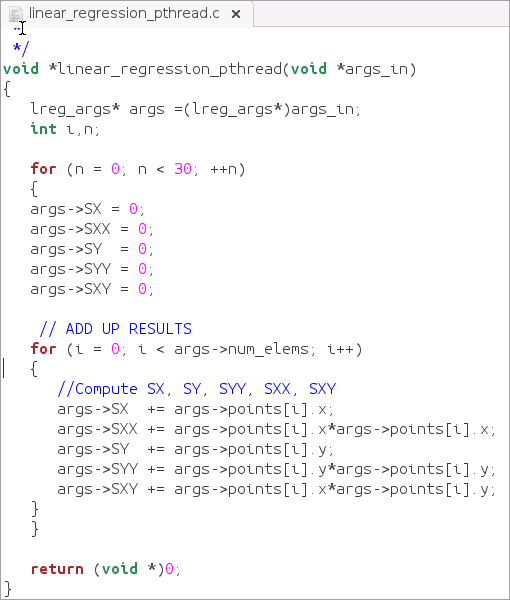 linear_regression_pthread.c ×
*/
void *linear_regression_pthread(void *args_in)
{
   lreg_args* args =(lreg_args*)args_in;
   int i,n;
   for (n = 0; n < 30; ++n)
   {
   args->SX = 0;
   args->SXX = 0;
   args->SY  = 0;
   args->SYY = 0;
   args->SXY = 0;
    // ADD UP RESULTS
   for (i = 0; i < args->num_elems; i++)
   {
      //Compute SX, SY, SYY, SXX, SXY
      args->SX  += args->points[i].x;
      args->SXX += args->points[i].x*args->points[i].x;
      args->SY  += args->points[i].y;
      args->SYY += args->points[i].y*args->points[i].y;
      args->SXY += args->points[i].x*args->points[i].y;
   }
   }
   return (void *)0;
}